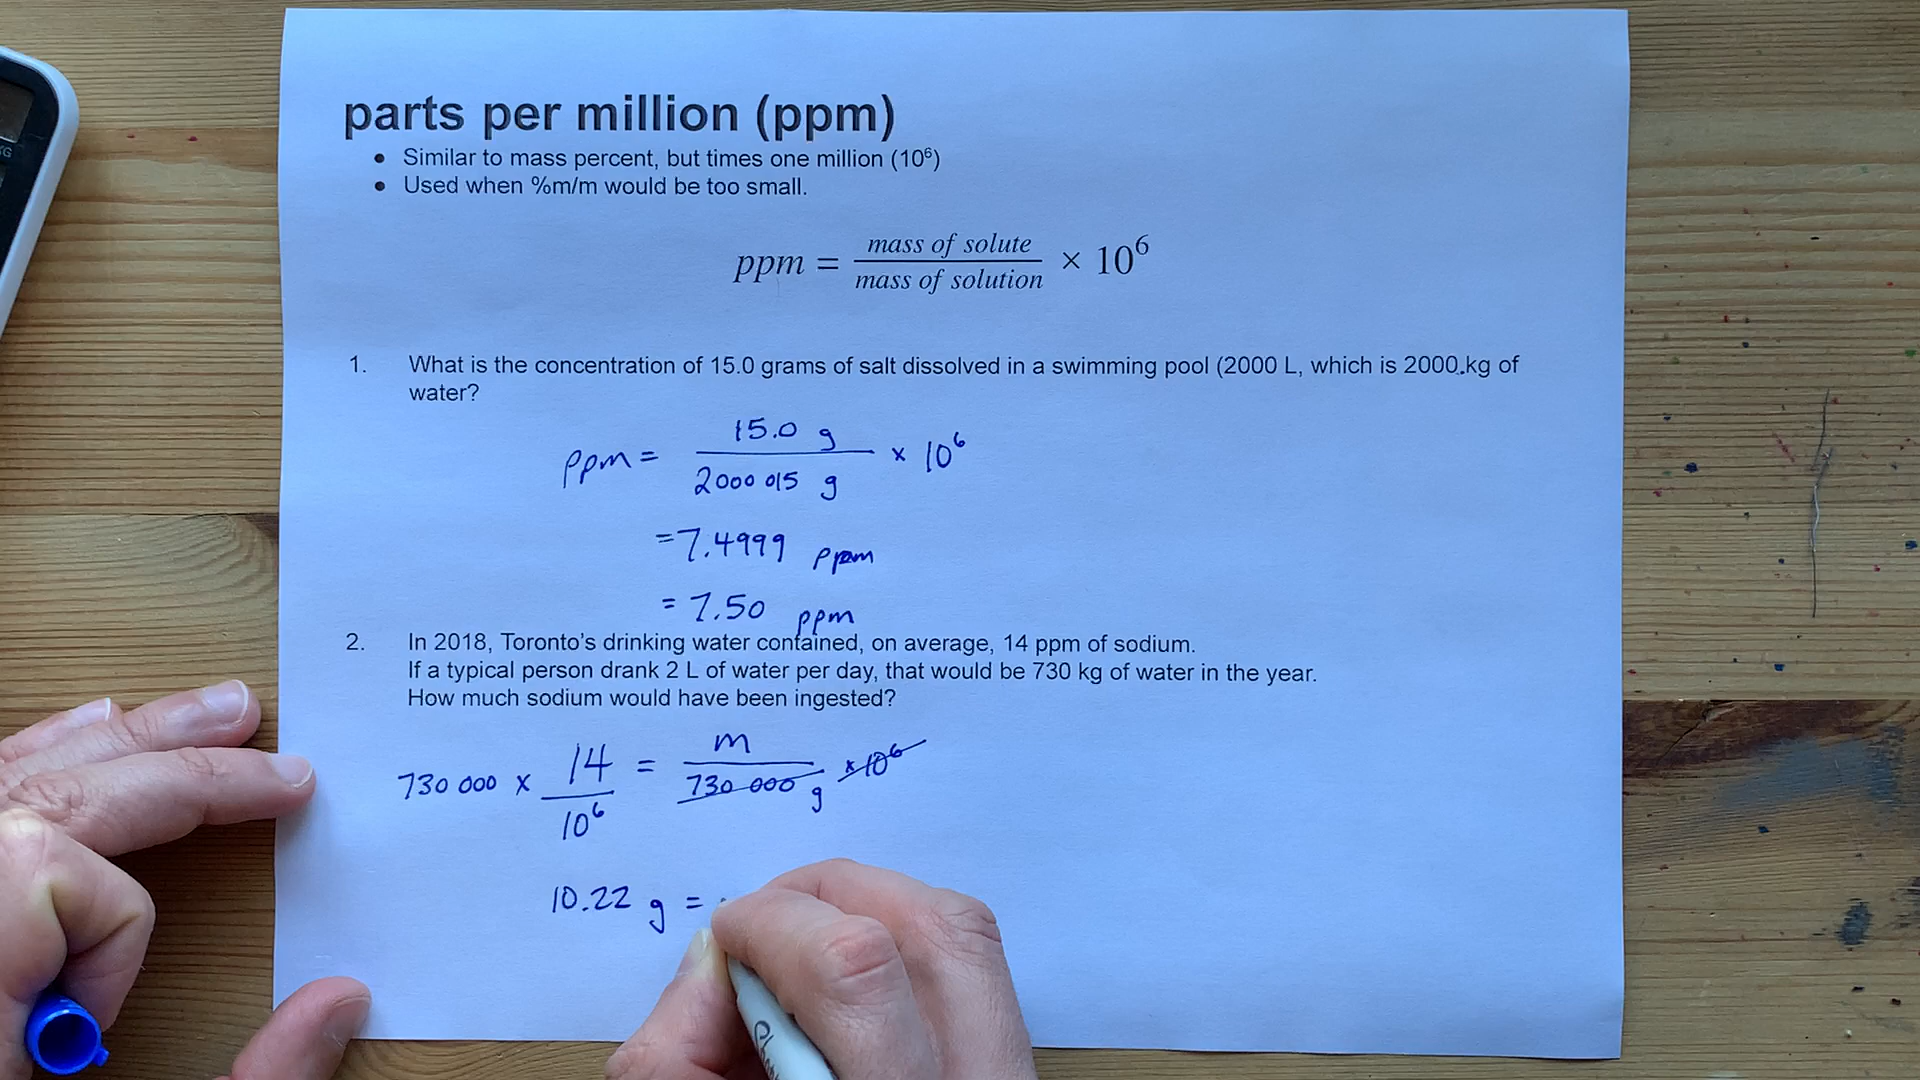 parts per million (ppm)
• Similar to mass percent, but times one million (10⁶)
• Used when %m/m would be too small.
ppm = mass of solute / mass of solution × 10⁶
1. What is the concentration of 15.0 grams of salt dissolved in a swimming pool (2000 L, which is 2000.kg of
water?
ppm = 15.0 g / 2000 015 g × 10⁶
= 7.4999 ppm
= 7.50 ppm
2. In 2018, Toronto's drinking water contained, on average, 14 ppm of sodium.
If a typical person drank 2 L of water per day, that would be 730 kg of water in the year.
How much sodium would have been ingested?
730 000 × 14 / 10⁶ = m / 730 000 g × 10⁶
10.22 g =